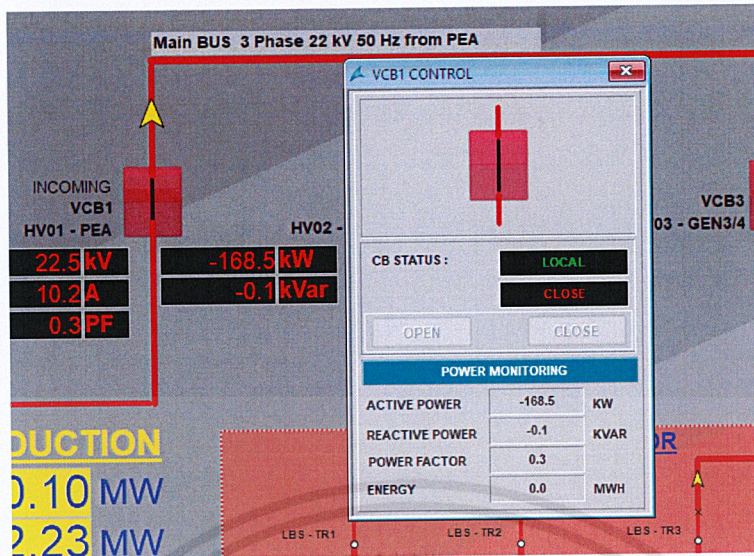 Main BUS 3 Phase 22 kV 50 Hz from PEA
VCB1 CONTROL
INCOMING
VCB1
HV01 - PEA
22.5 kV
10.2 A
0.3 PF
HV02 -
-168.5 kW
-0.1 kVar
VCB3
03 - GEN3/4
CB STATUS :
LOCAL
CLOSE
OPEN
CLOSE
POWER MONITORING
ACTIVE POWER -168.5 KW
REACTIVE POWER -0.1 KVAR
POWER FACTOR 0.3
ENERGY 0.0 MWH
DUCTION
0.10 MW
2.23 MW
OR
LBS - TR1
LBS - TR2
LBS - TR3